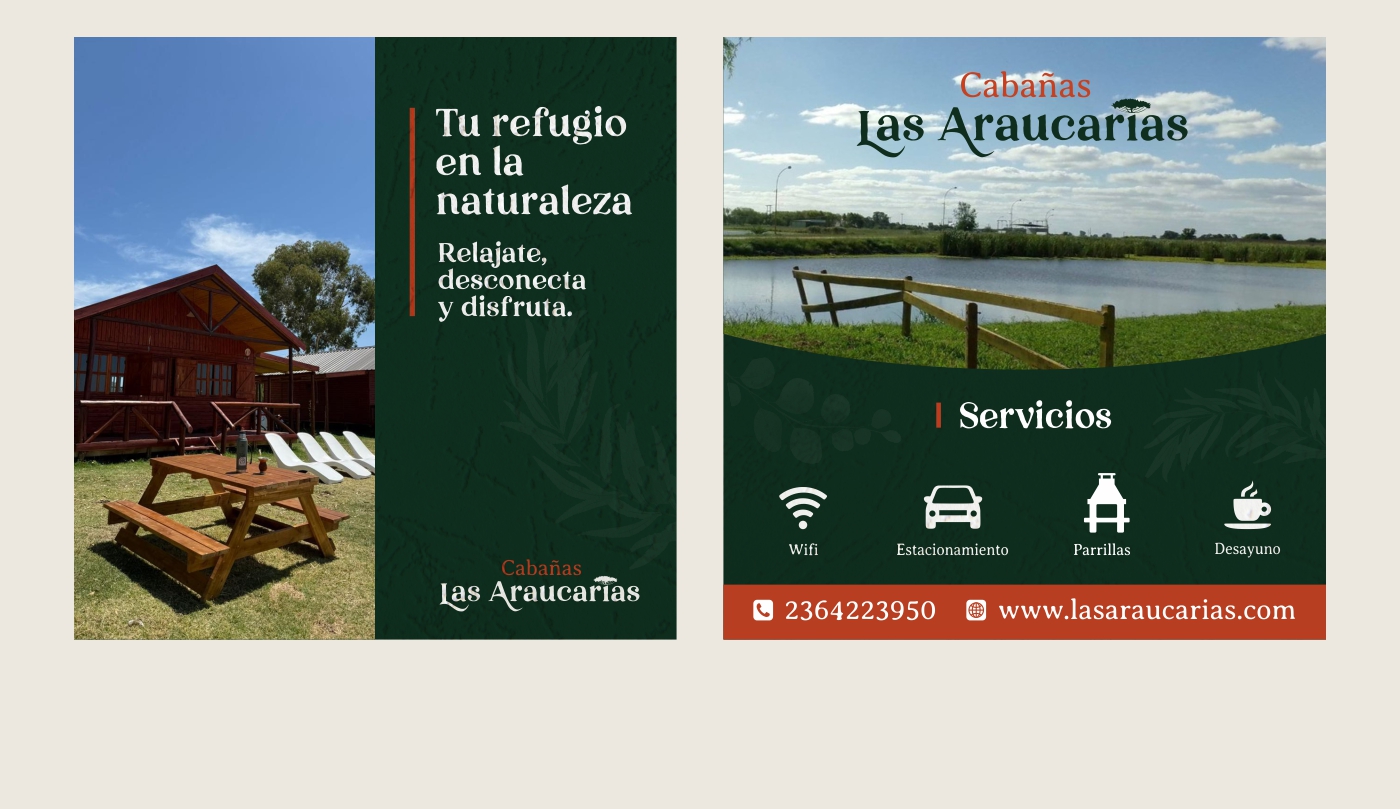 Tu refugio
en la
naturaleza
Relajate,
desconecta
y disfruta.
Cabañas
Las Araucarias
Cabañas
Las Araucarias
Servicios
Wifi
Estacionamiento
Parrillas
Desayuno
2364223950
www.lasaraucarias.com